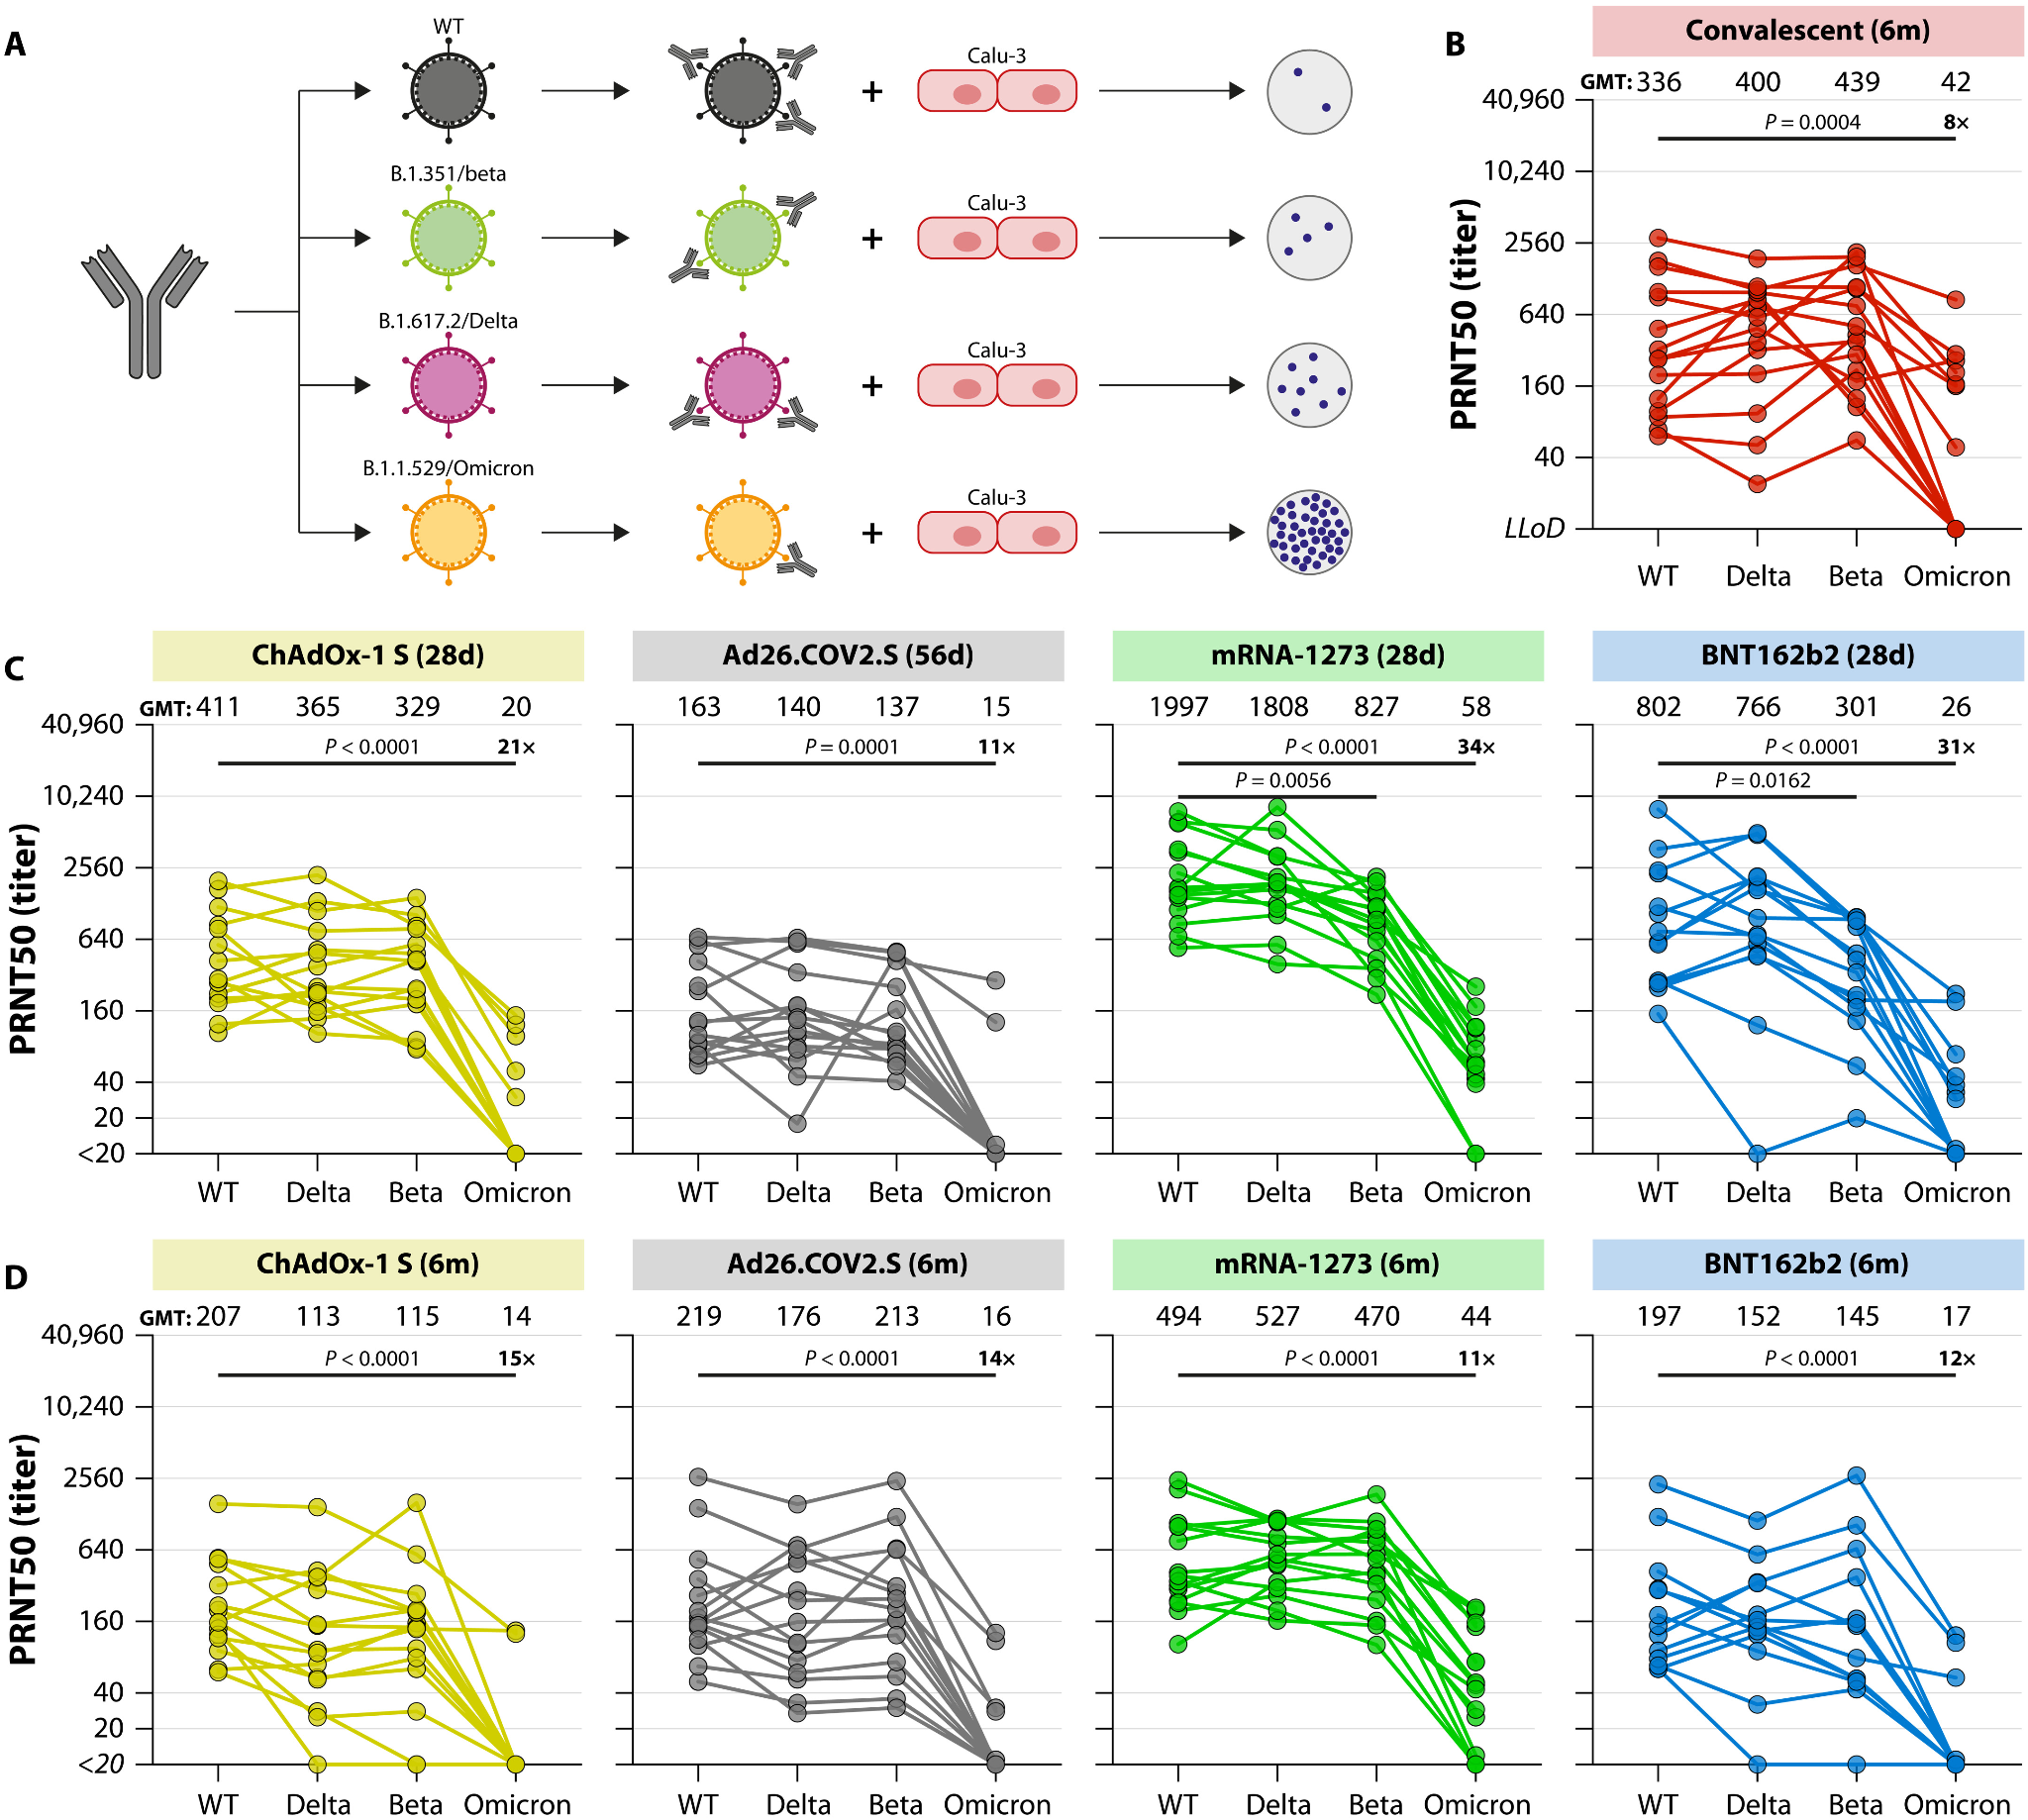 A
WT
Calu-3
B.1.351/beta
Calu-3
B.1.617.2/Delta
Calu-3
B.1.1.529/Omicron
Calu-3
B
Convalescent (6m)
GMT: 336 400 439 42
P = 0.0004 8×
PRNT50 (titer)
40,960
10,240
2560
640
160
40
LLoD
WT Delta Beta Omicron
C
ChAdOx-1 S (28d)
GMT: 411 365 329 20
P < 0.0001 21×
PRNT50 (titer)
40,960
10,240
2560
640
160
40
20
<20
WT Delta Beta Omicron
Ad26.COV2.S (56d)
163 140 137 15
P = 0.0001 11×
WT Delta Beta Omicron
mRNA-1273 (28d)
1997 1808 827 58
P < 0.0001 34×
P = 0.0056
WT Delta Beta Omicron
BNT162b2 (28d)
802 766 301 26
P < 0.0001 31×
P = 0.0162
WT Delta Beta Omicron
D
ChAdOx-1 S (6m)
GMT: 207 113 115 14
P < 0.0001 15×
PRNT50 (titer)
40,960
10,240
2560
640
160
40
20
<20
WT Delta Beta Omicron
Ad26.COV2.S (6m)
219 176 213 16
P < 0.0001 14×
WT Delta Beta Omicron
mRNA-1273 (6m)
494 527 470 44
P < 0.0001 11×
WT Delta Beta Omicron
BNT162b2 (6m)
197 152 145 17
P < 0.0001 12×
WT Delta Beta Omicron